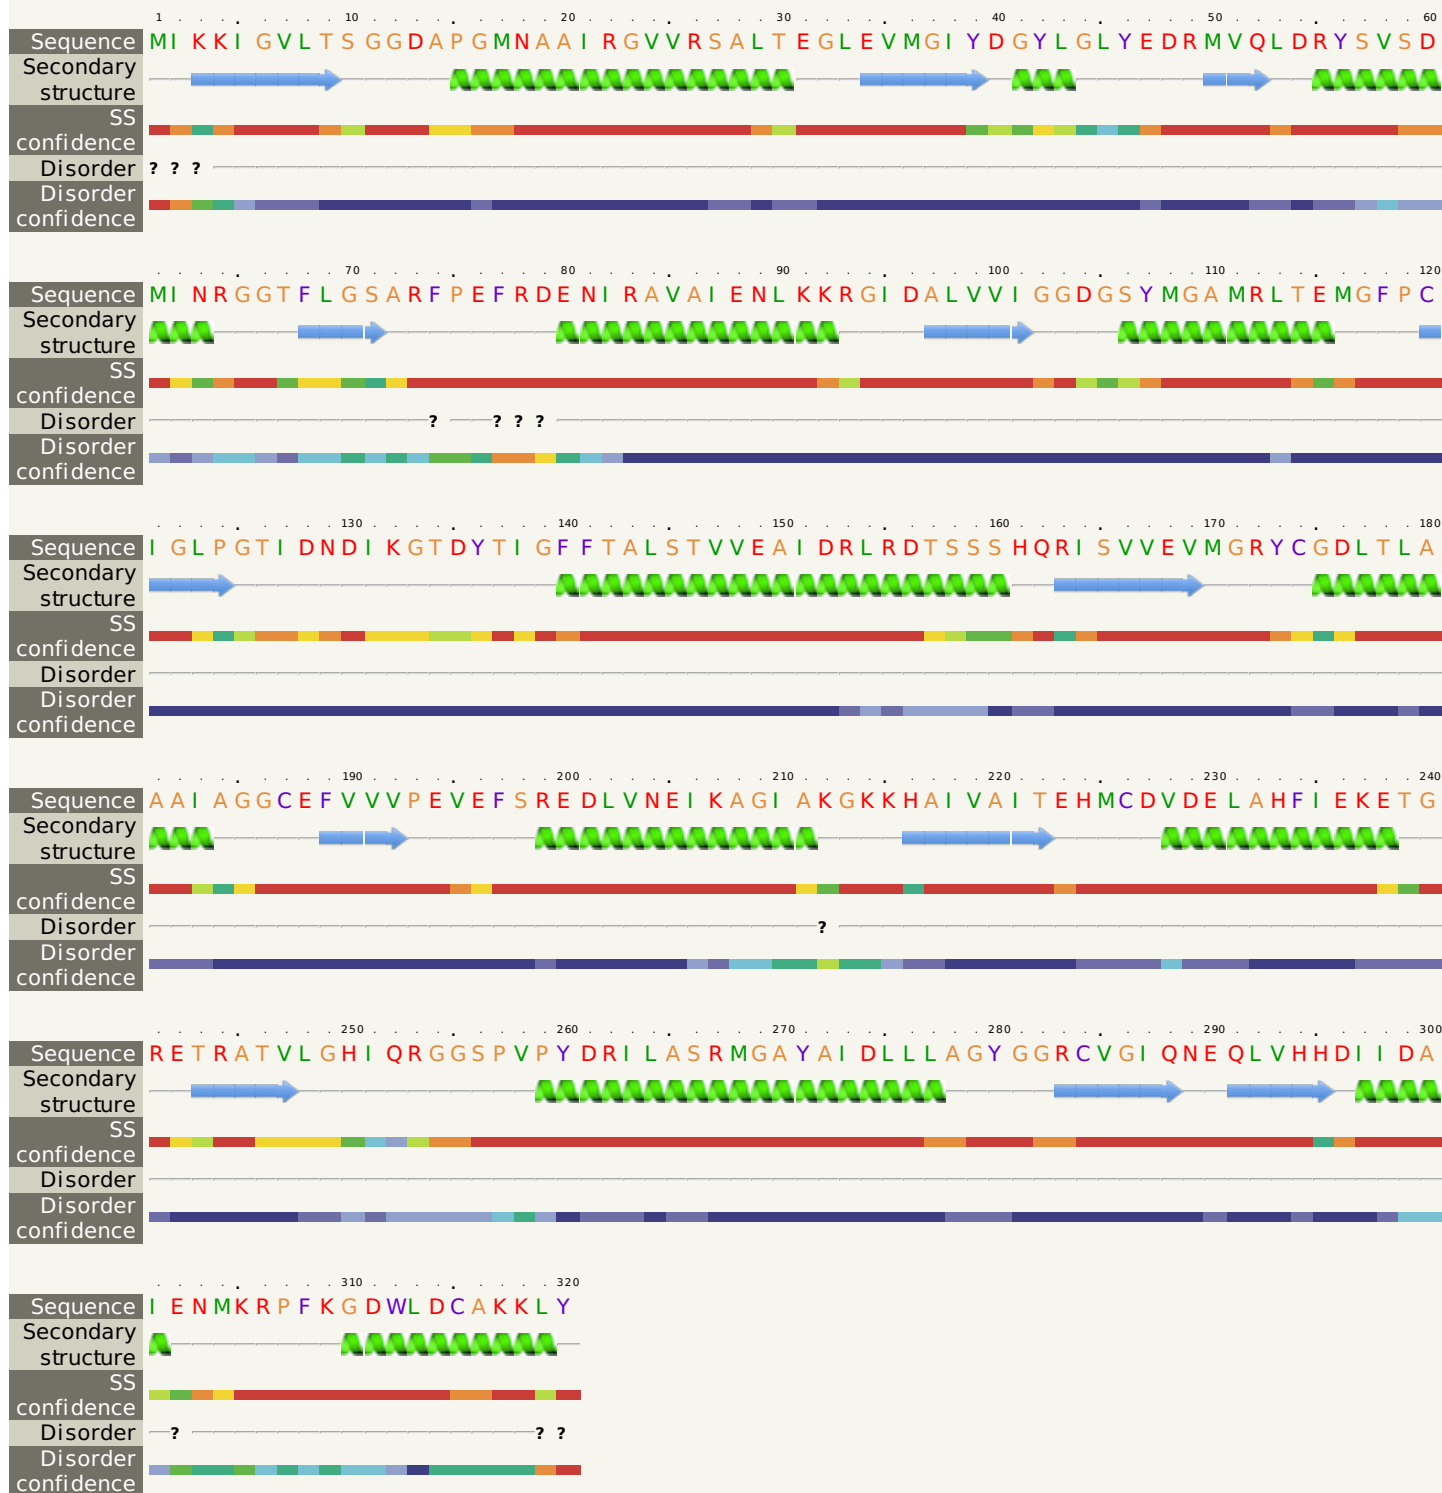 1 . . . . 10 . . . . 20 . . . . 30 . . . . 40 . . . . 50 . . . . 60
Sequence MIKKIGVLTSGGDAPGMNAAIRGVVRSALTEGLEVMGIYDGYLGLYEDRMVQLDRYSVSD
Secondary
structure
SS
confidence
Disorder ? ? ?
Disorder
confidence
70 80 90 100 110 120
Sequence MINRGGTFLGSARFPEFRDENIRAVAIENLKKRGIDALVVIGGDGSYMGAMRLTEMGFPC
Secondary
structure
SS
confidence
Disorder ? ? ? ?
Disorder
confidence
130 140 150 160 170 180
Sequence IGLPGTIDNDIKGTDYTIGFFTALSTVVEAIDRLRDTSSSHQRISVVEVMGRYCGDLTLA
Secondary
structure
SS
confidence
Disorder
Disorder
confidence
190 200 210 220 230 240
Sequence AAIAGGCEFVVVPEVEFSREDLVNEIKAGIAKGKKHAIVAITEHMCDVDELAHFIEKETG
Secondary
structure
SS
confidence
Disorder ?
Disorder
confidence
250 260 270 280 290 300
Sequence RETRATVLGHIQRGGSPVPYDRILASRMGAYAIDLLLAGYGGRCVGIQNEQLVHHDIIDA
Secondary
structure
SS
confidence
Disorder
Disorder
confidence
310 320
Sequence IENMKRPFKGDWLDCAKKLY
Secondary
structure
SS
confidence
Disorder ? ? ?
Disorder
confidence